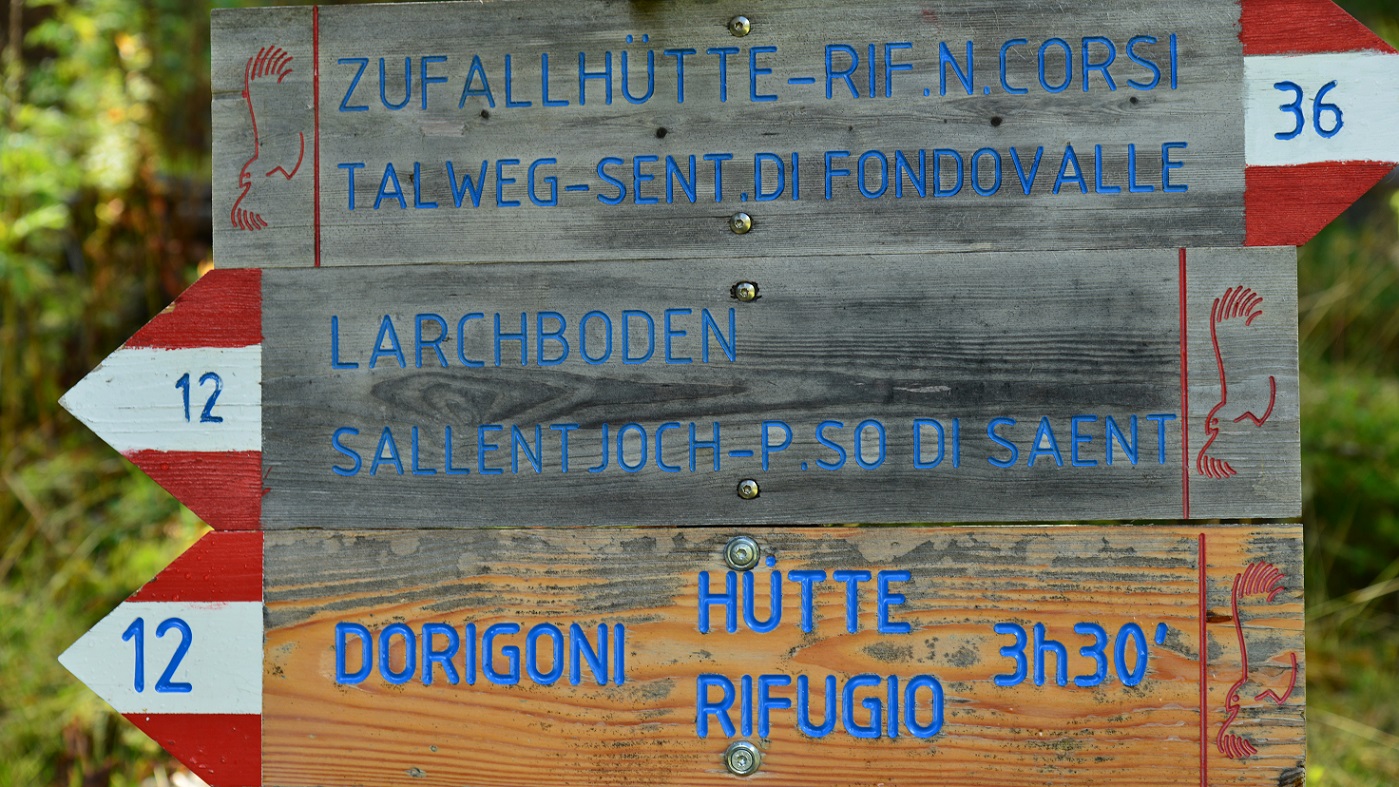 ZUFALLHÜTTE-RIF.N.CORSI
36
TALWEG-SENT.DI FONDOVALLE
LARCHBODEN
12
SALLENTJOCH-P.SO DI SAENT
HÜTTE
12 DORIGONI 3h30'
RIFUGIO